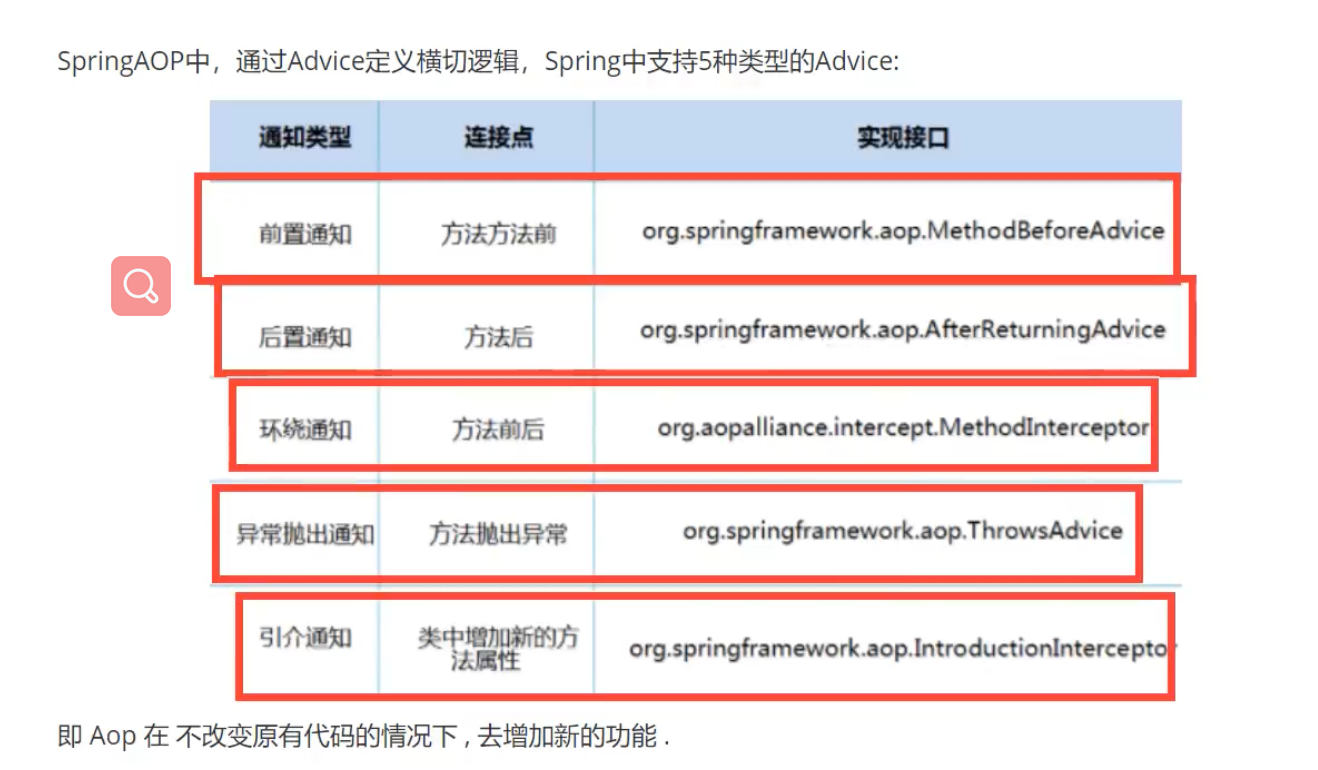 SpringAOP中，通过Advice定义横切逻辑，Spring中支持5种类型的Advice:
通知类型 连接点 实现接口
前置通知 方法方法前 org.springframework.aop.MethodBeforeAdvice
后置通知 方法后 org.springframework.aop.AfterReturningAdvice
环绕通知 方法前后 org.aopalliance.intercept.MethodInterceptor
异常抛出通知 方法抛出异常 org.springframework.aop.ThrowsAdvice
引介通知 类中增加新的方
法属性 org.springframework.aop.IntroductionInterceptor
即 Aop 在 不改变原有代码的情况下 , 去增加新的功能 .